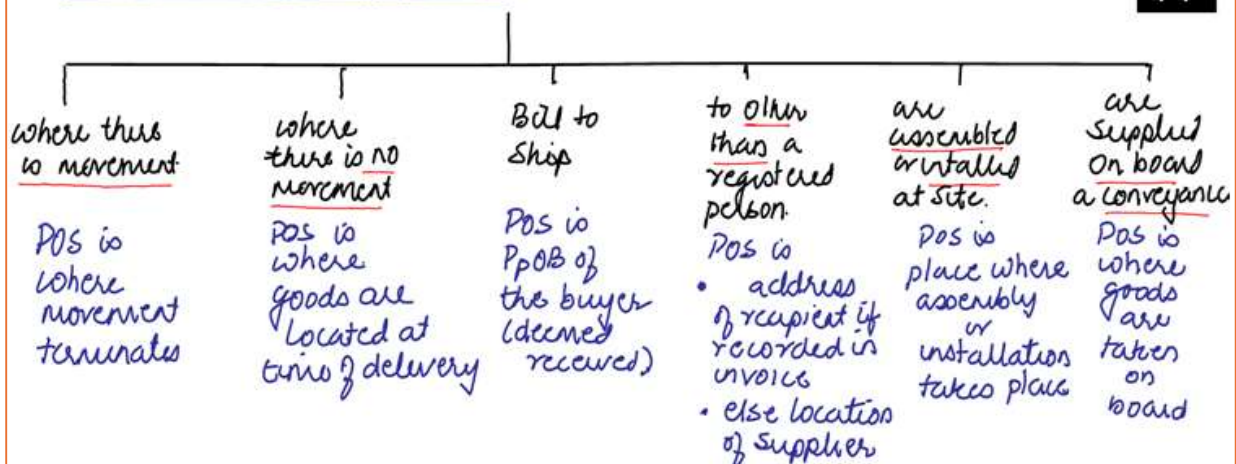 where there
is movement
POS is
where
movement
terminates
where
there is no
movement
POS is
where
goods are
located at
time of delivery
Bill to
Ship
POS is
PpOB of
the buyer
(deemed
received)
to other
than a
registered
person.
POS is
• address
of recipient if
recorded in
invoice
• else location
of supplier
are
assembled
or installed
at site.
POS is
place where
assembly
or
installation
takes place
are
supplied
on board
a conveyance
POS is
where
goods
are
taken
on
board